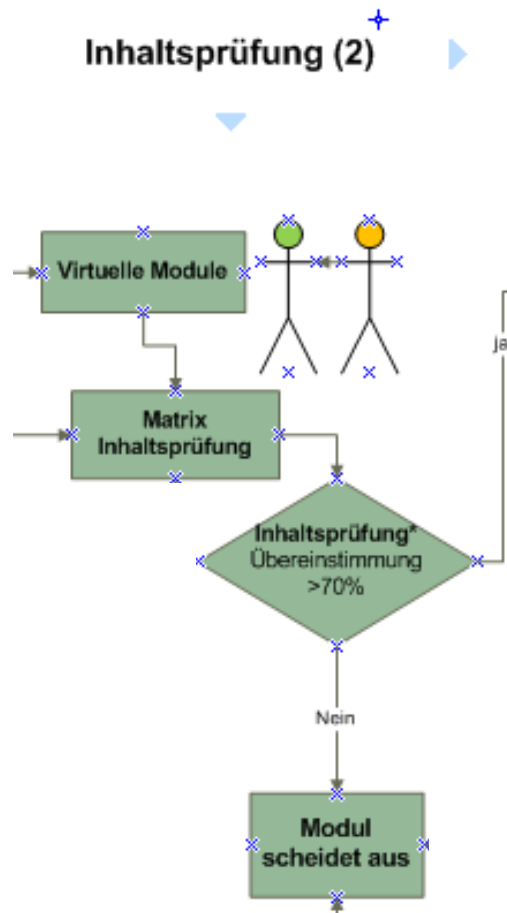 Inhaltsprüfung (2)
Virtuelle Module
ja
Matrix
Inhaltsprüfung
Inhaltsprüfung*
Übereinstimmung
>70%
Nein
Modul
scheidet aus